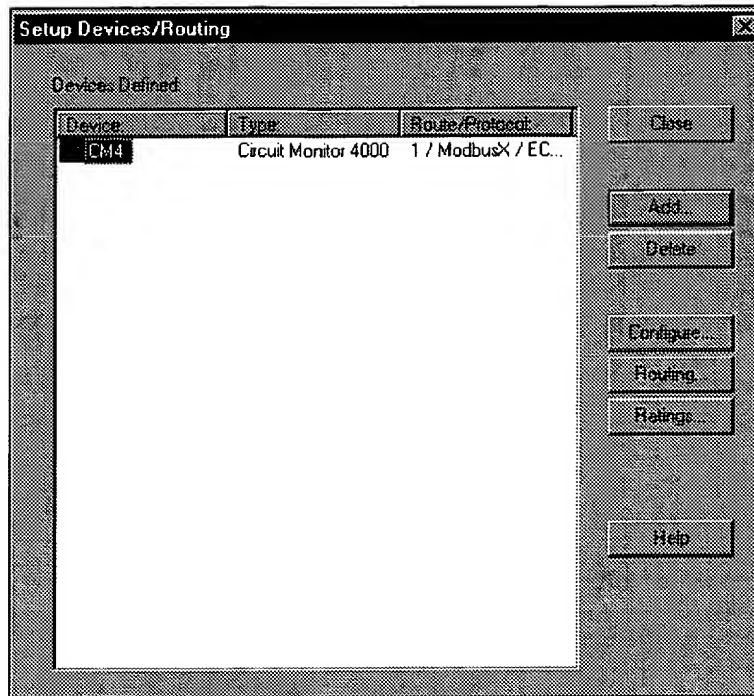 Setup Devices/Routing
Devices Defined
Device: Type: Route/Protocol:
CM4 Circuit Monitor 4000 1 / ModbusX / EC...
Close
Add...
Delete
Configure...
Routing...
Ratings...
Help